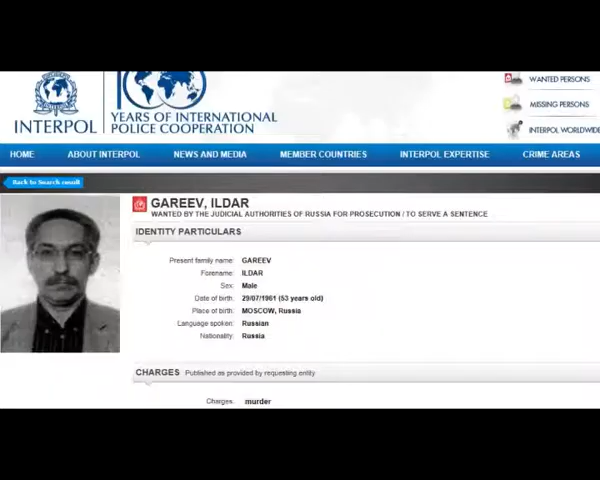 100
YEARS OF INTERNATIONAL
POLICE COOPERATION
INTERPOL
WANTED PERSONS
MISSING PERSONS
INTERPOL WORLDWIDE
HOME ABOUT INTERPOL NEWS AND MEDIA MEMBER COUNTRIES INTERPOL EXPERTISE CRIME AREAS
Back to Search result
GAREEV, ILDAR
WANTED BY THE JUDICIAL AUTHORITIES OF RUSSIA FOR PROSECUTION / TO SERVE A SENTENCE
IDENTITY PARTICULARS
Present family name: GAREEV
Forename: ILDAR
Sex: Male
Date of birth: 29/07/1961 (53 years old)
Place of birth: MOSCOW, Russia
Language spoken: Russian
Nationality: Russia
CHARGES Published as provided by requesting entity
Charges: murder